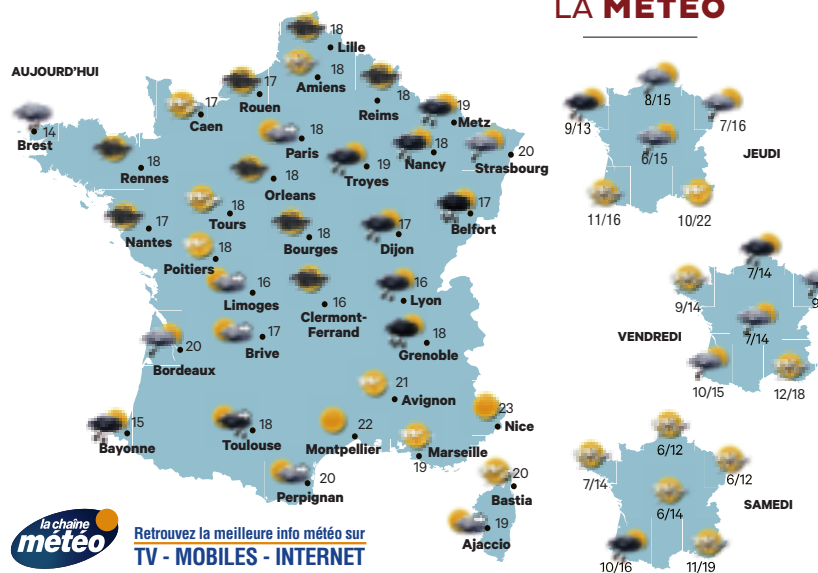 LA MÉTÉO
AUJOURD'HUI
18
Lille
18
Amiens
17
Rouen
18
Reims
17
Caen
19
Metz
14
Brest
18
Paris
18
Nancy
20
Strasbourg
18
Rennes
19
Troyes
18
Orleans
18
Tours
17
Belfort
17
Nantes
18
Bourges
17
Dijon
18
Poitiers
16
Limoges
16
Clermont-
Ferrand
16
Lyon
17
Brive
18
Grenoble
20
Bordeaux
21
Avignon
15
Bayonne
18
Toulouse
22
Montpellier
23
Nice
Marseille
19
20
Perpignan
20
Bastia
19
Ajaccio
8/15
9/13
7/16
6/15
JEUDI
11/16
10/22
7/14
9/14
9
7/14
VENDREDI
10/15
12/18
6/12
7/14
6/12
6/14
SAMEDI
10/16
11/19
la chaîne
météo
Retrouvez la meilleure info météo sur
TV - MOBILES - INTERNET